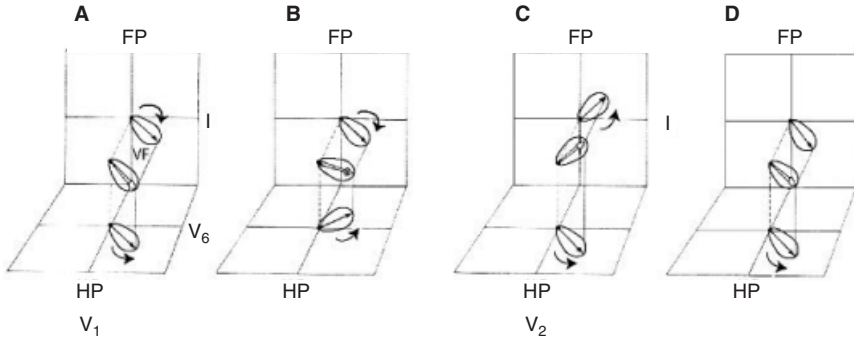 A B C D
FP FP FP FP
I I
VF
V6
HP HP HP HP
V1 V2